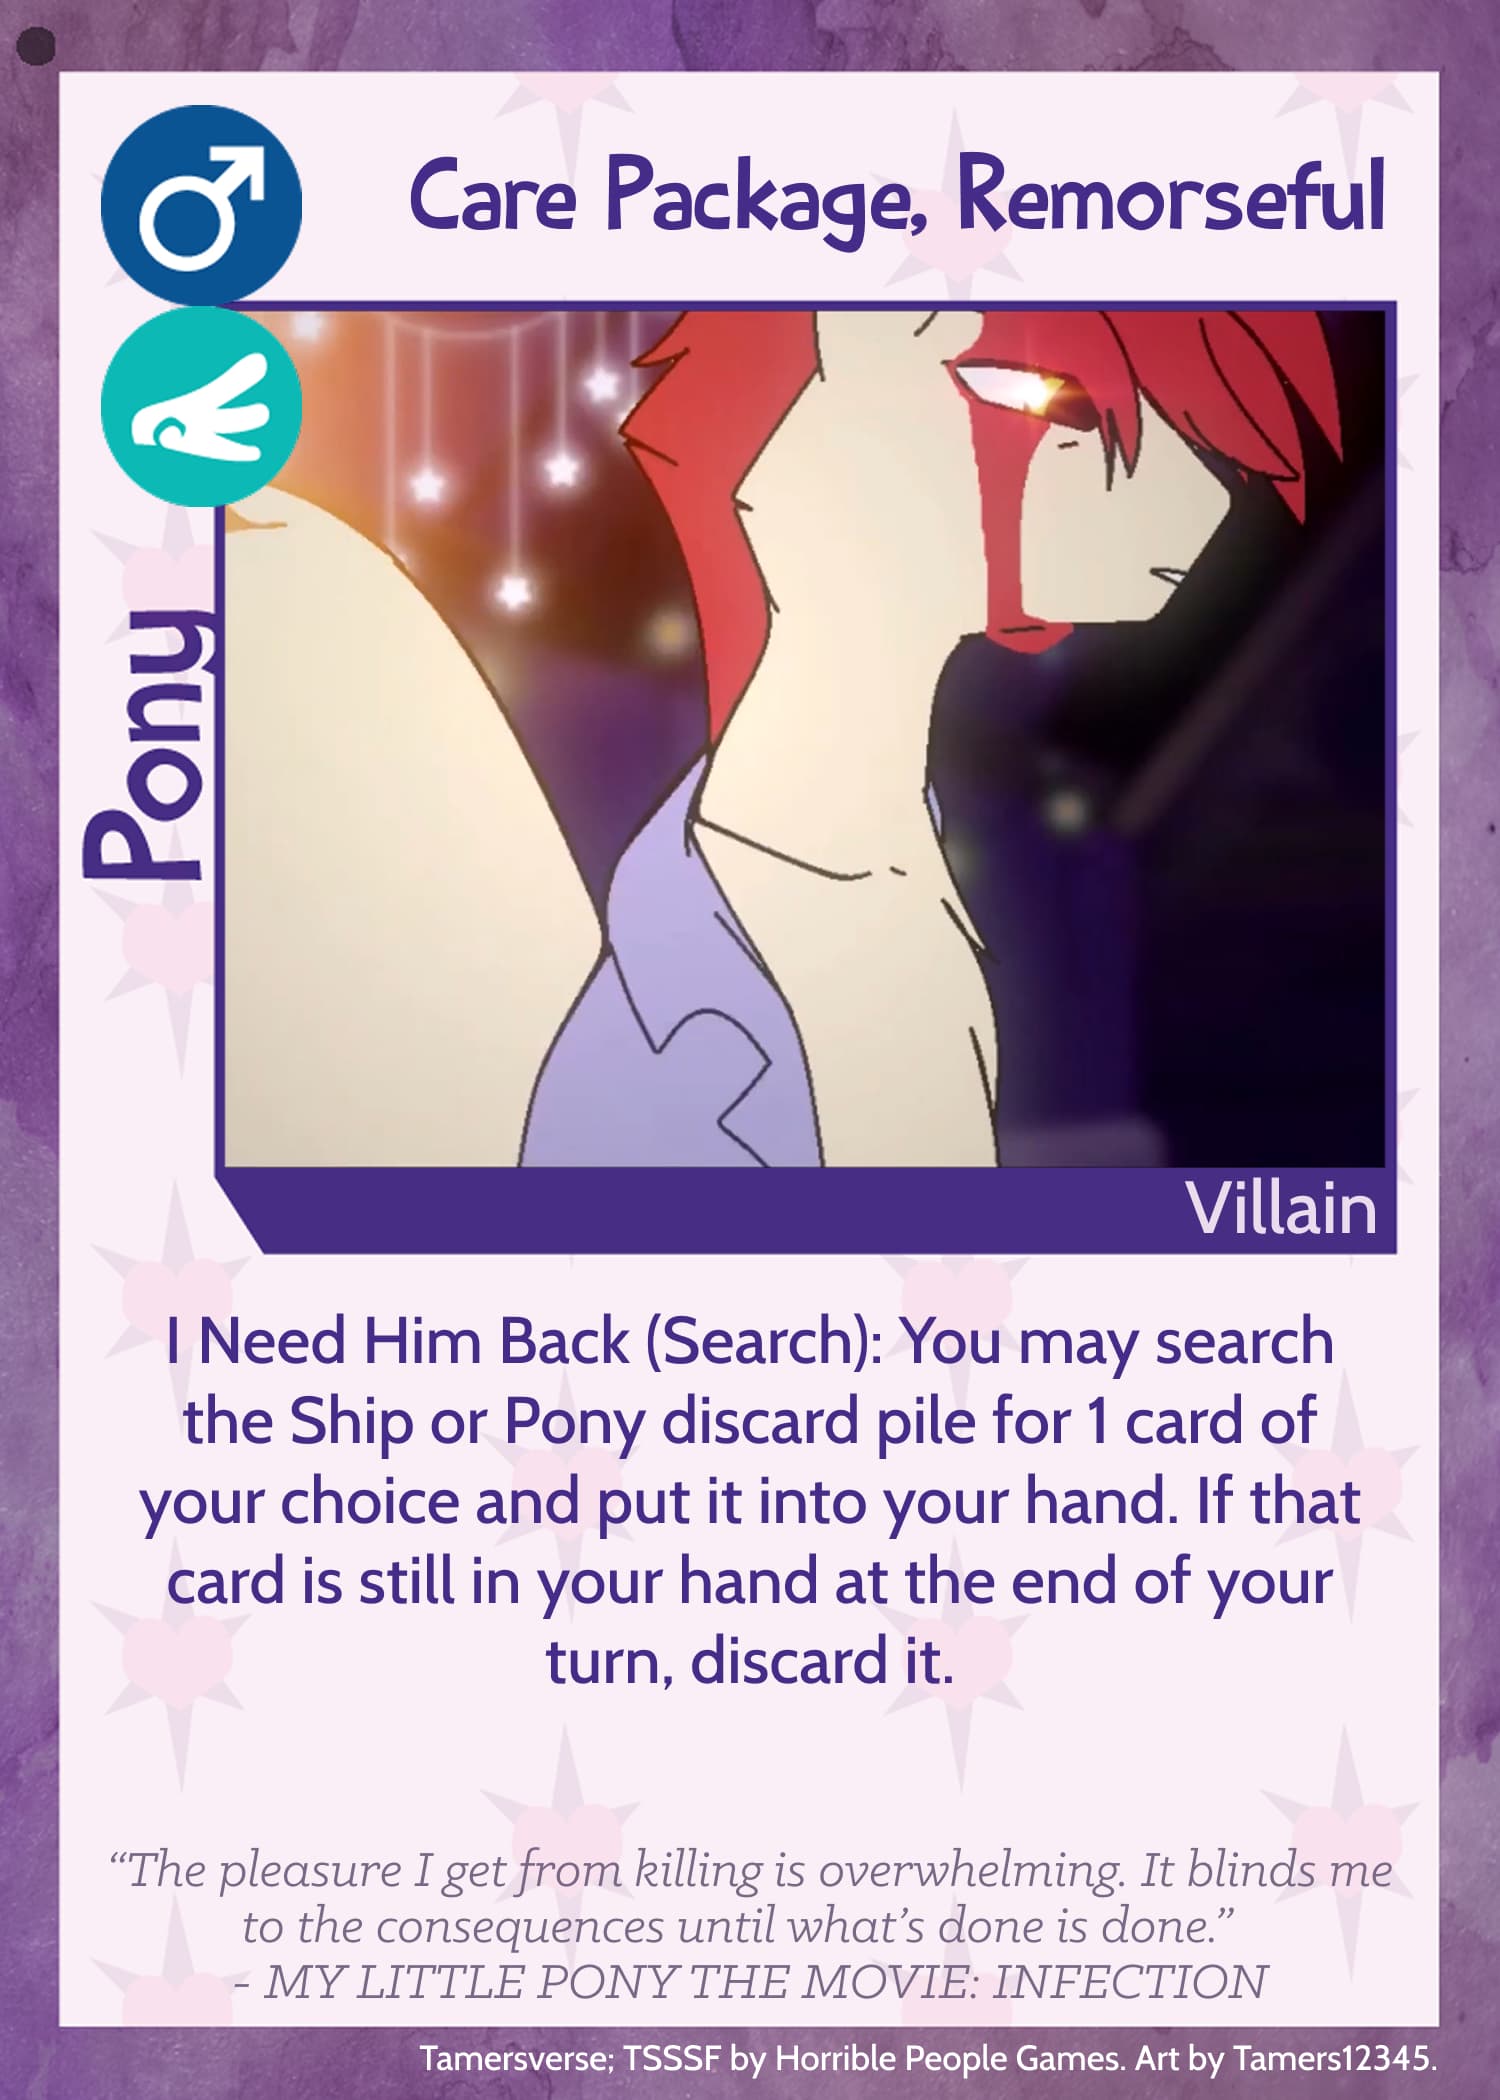 Care Package, Remorseful
Pony
Villain
I Need Him Back (Search): You may search
the Ship or Pony discard pile for 1 card of
your choice and put it into your hand. If that
card is still in your hand at the end of your
turn, discard it.
“The pleasure I get from killing is overwhelming. It blinds me
to the consequences until what’s done is done.”
- MY LITTLE PONY THE MOVIE: INFECTION
Tamersverse; TSSSF by Horrible People Games. Art by Tamers12345.